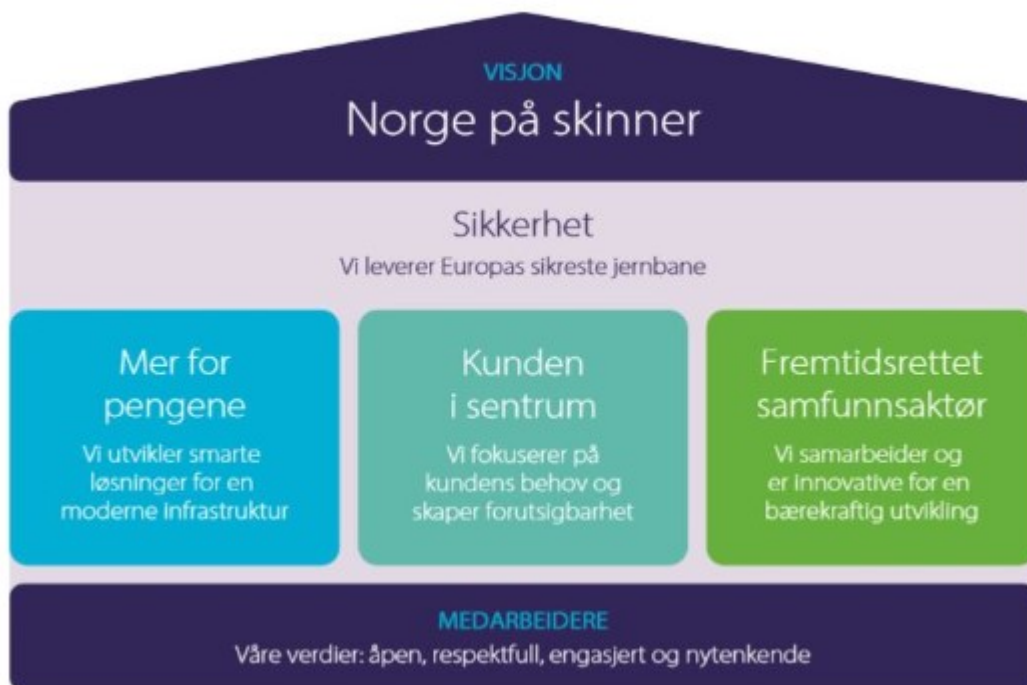 VISJON
Norge på skinner
Sikkerhet
Vi leverer Europas sikreste jernbane
Mer for
pengene
Vi utvikler smarte
løsninger for en
moderne infrastruktur
Kunden
i sentrum
Vi fokuserer på
kundens behov og
skaper forutsigbarhet
Fremtidsrettet
samfunnsaktør
Vi samarbeider og
er innovative for en
bærekraftig utvikling
MEDARBEIDERE
Våre verdier: åpen, respektfull, engasjert og nytenkende